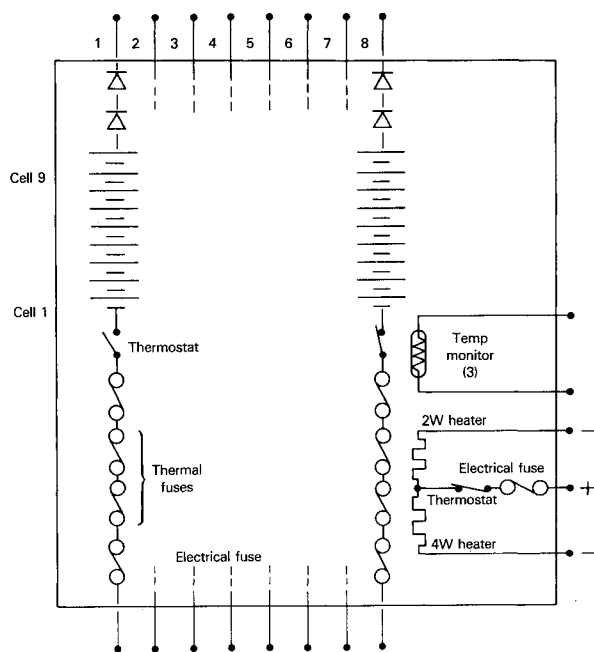 1 2 3 4 5 6 7 8
Cell 9
Cell 1
Thermostat
Temp
monitor
(3)
2W heater
−
Thermal
fuses
Electrical fuse
+
Thermostat
4W heater
−
Electrical fuse